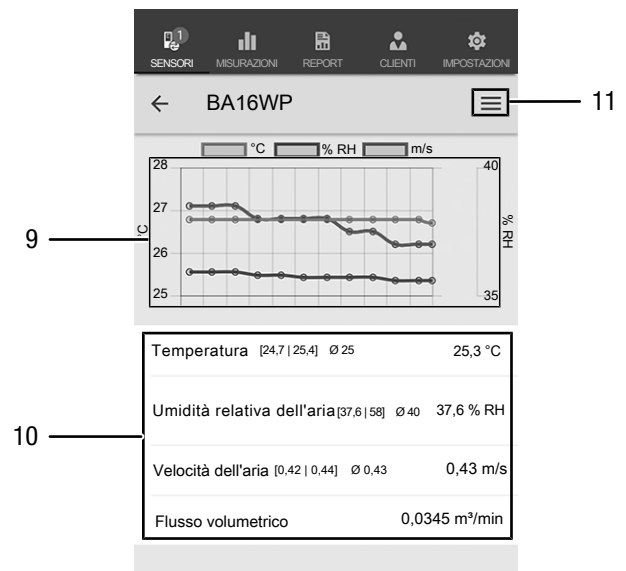 1
SENSORI MISURAZIONI REPORT CLIENTI IMPOSTAZIONI
BA16WP
11
°C % RH m/s
28 40
27
°C % RH
9
26
25 35
Temperatura [24,7 | 25,4] Ø 25 25,3 °C
Umidità relativa dell'aria [37,6 | 58] Ø 40 37,6 % RH
10
Velocità dell'aria [0,42 | 0,44] Ø 0,43 0,43 m/s
Flusso volumetrico 0,0345 m³/min